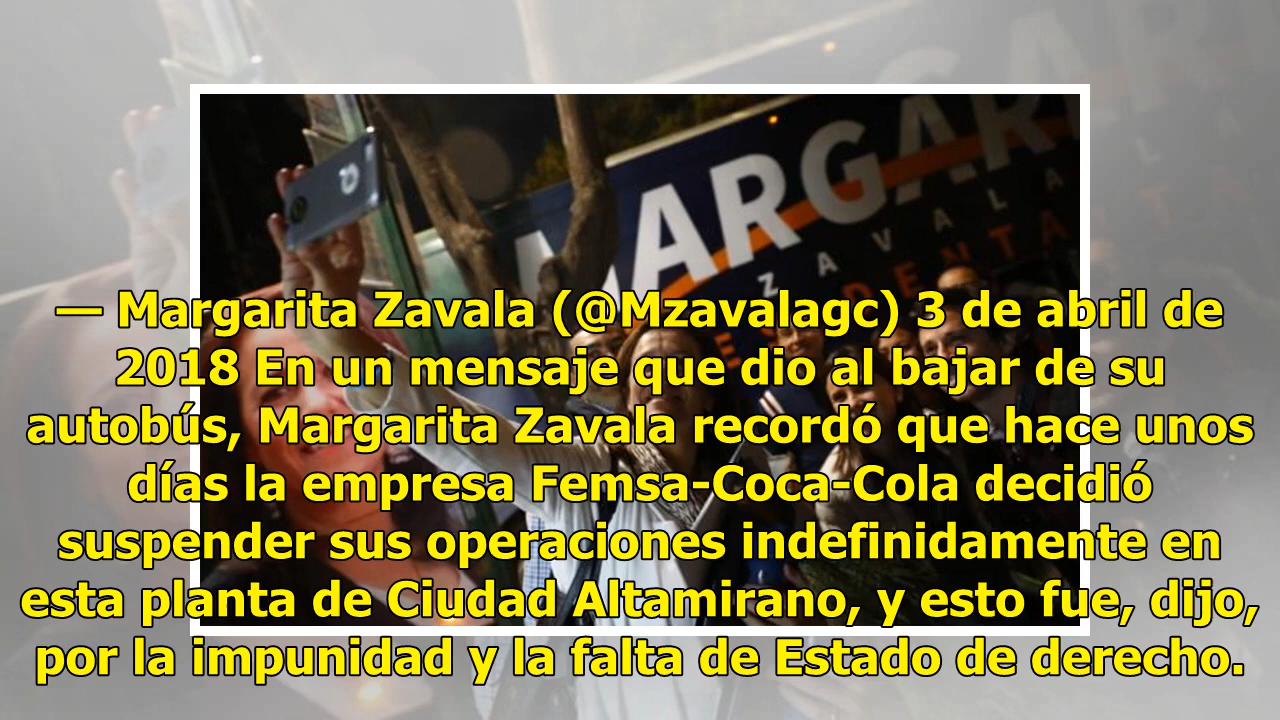 MARGAR
ZAVALA
— Margarita Zavala (@Mzavalagc) 3 de abril de
2018 En un mensaje que dio al bajar de su
autobús, Margarita Zavala recordó que hace unos
días la empresa Femsa-Coca-Cola decidió
suspender sus operaciones indefinidamente en
esta planta de Ciudad Altamirano, y esto fue, dijo,
por la impunidad y la falta de Estado de derecho.